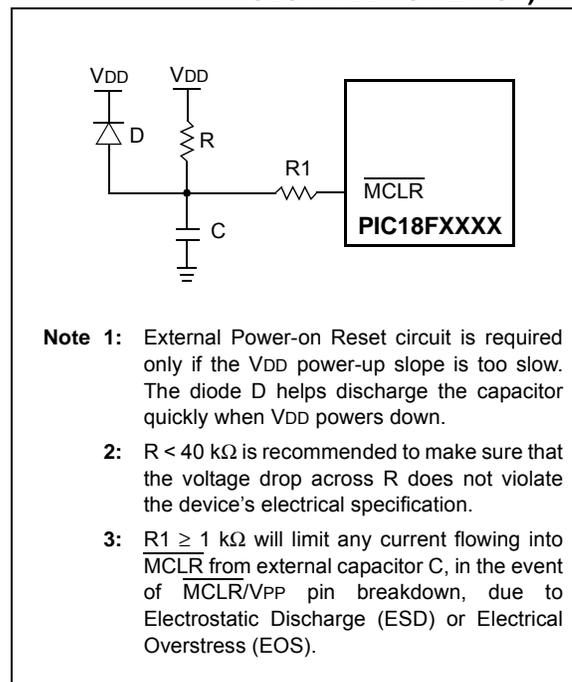 VDD VDD
D
R
R1
MCLR
PIC18FXXXX
C
Note 1: External Power-on Reset circuit is required
only if the VDD power-up slope is too slow.
The diode D helps discharge the capacitor
quickly when VDD powers down.
2: R < 40 kΩ is recommended to make sure that
the voltage drop across R does not violate
the device's electrical specification.
3: R1 ≥ 1 kΩ will limit any current flowing into
MCLR from external capacitor C, in the event
of MCLR/VPP pin breakdown, due to
Electrostatic Discharge (ESD) or Electrical
Overstress (EOS).